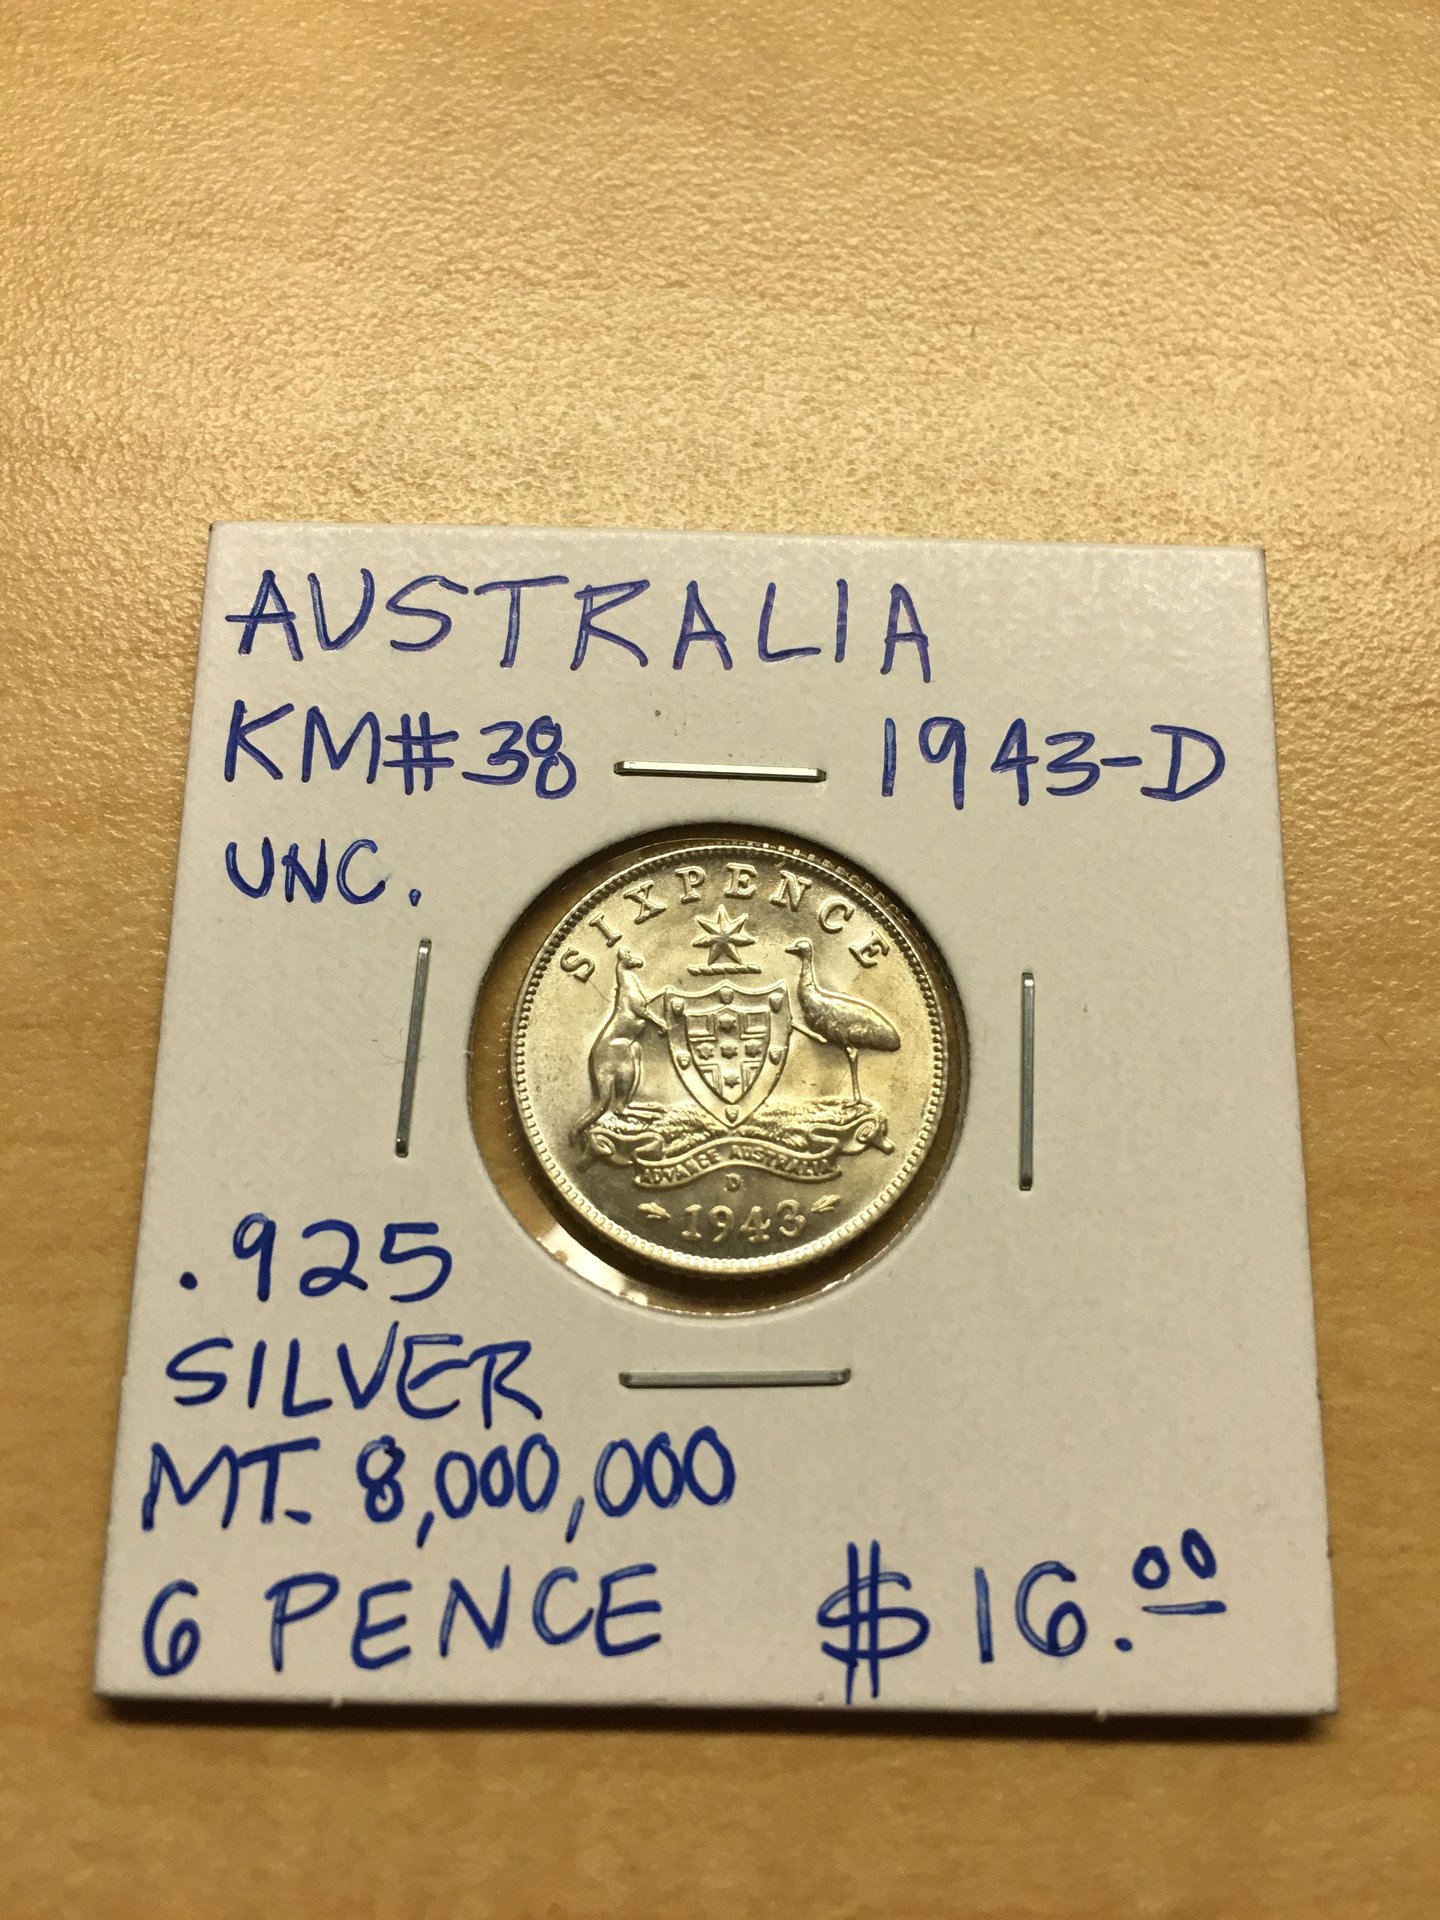 AUSTRALIA
KM#38 1943-D
UNC.
SIXPENCE
ADVANCE AUSTRALIA
D
1943
.925
SILVER
MT. 8,000,000
6 PENCE $16.00